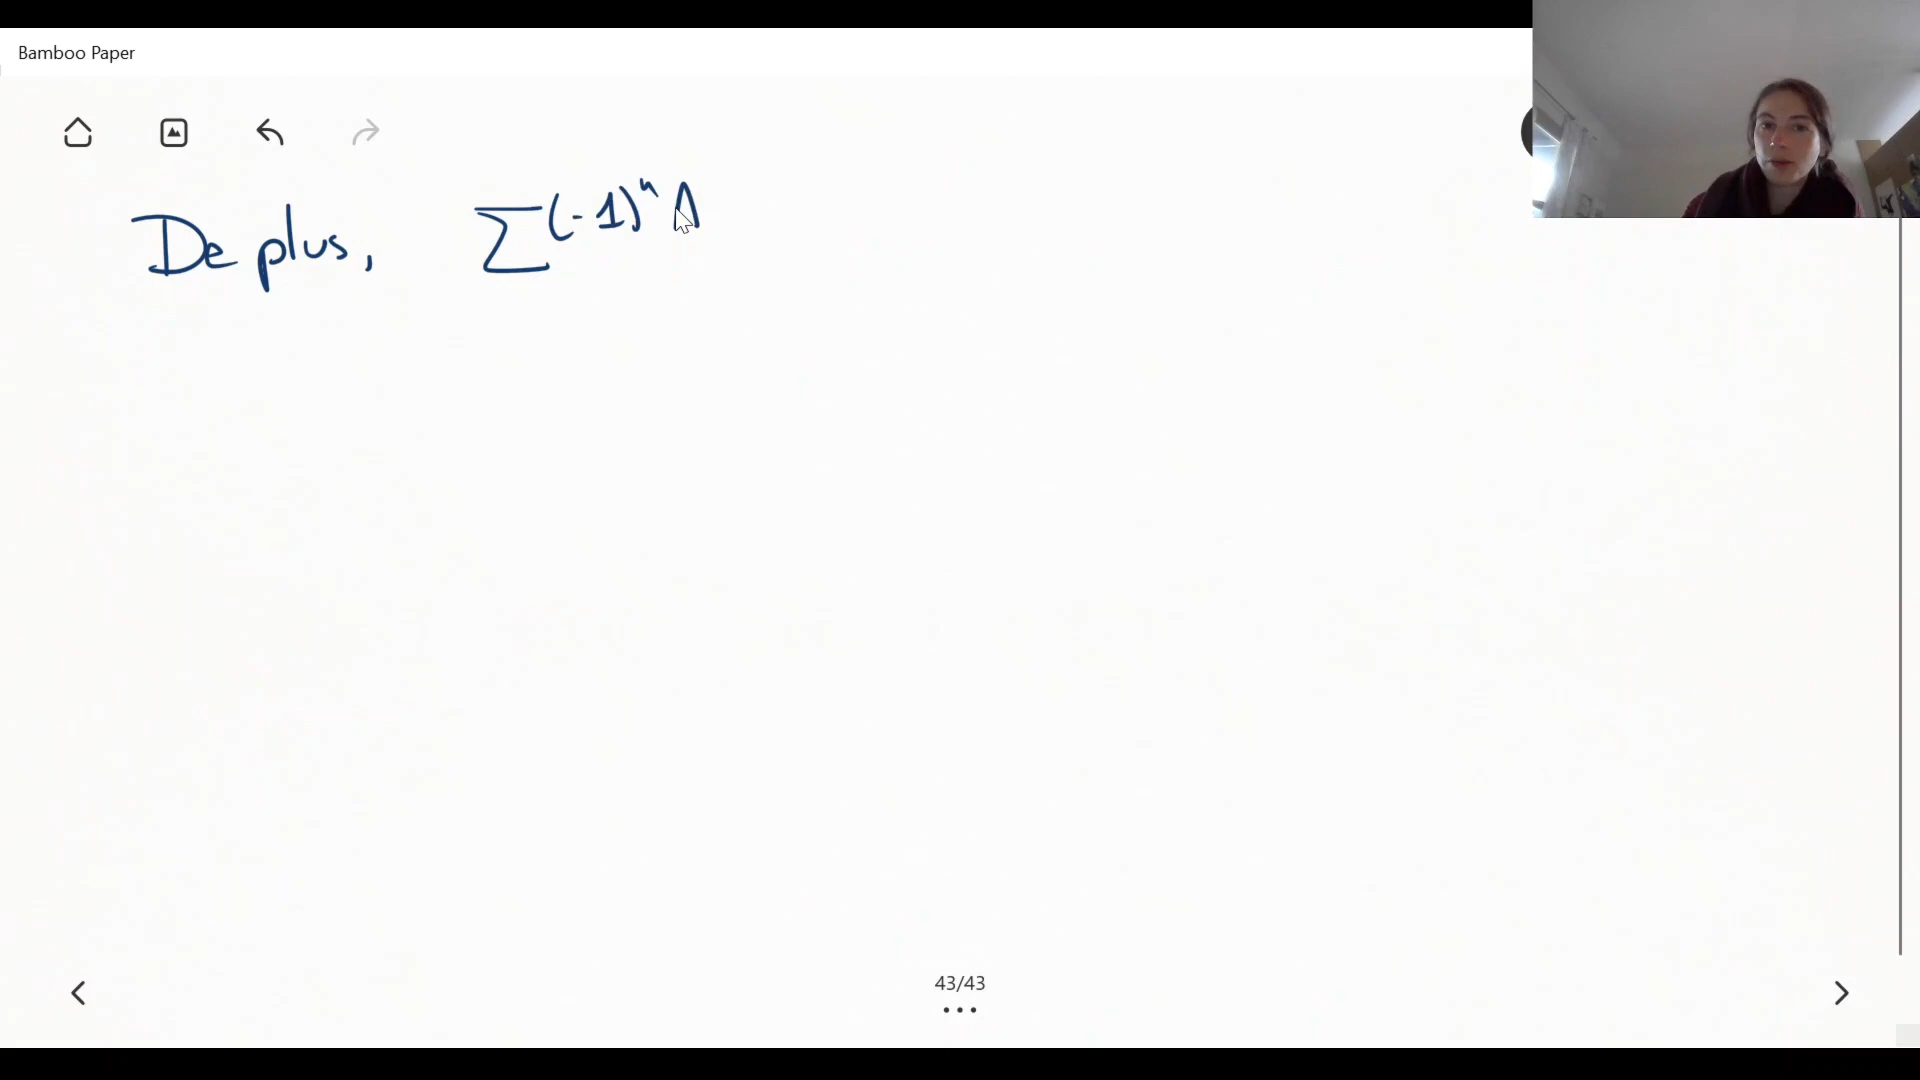 Bamboo Paper
De plus, Σ(-1)ⁿ
43/43